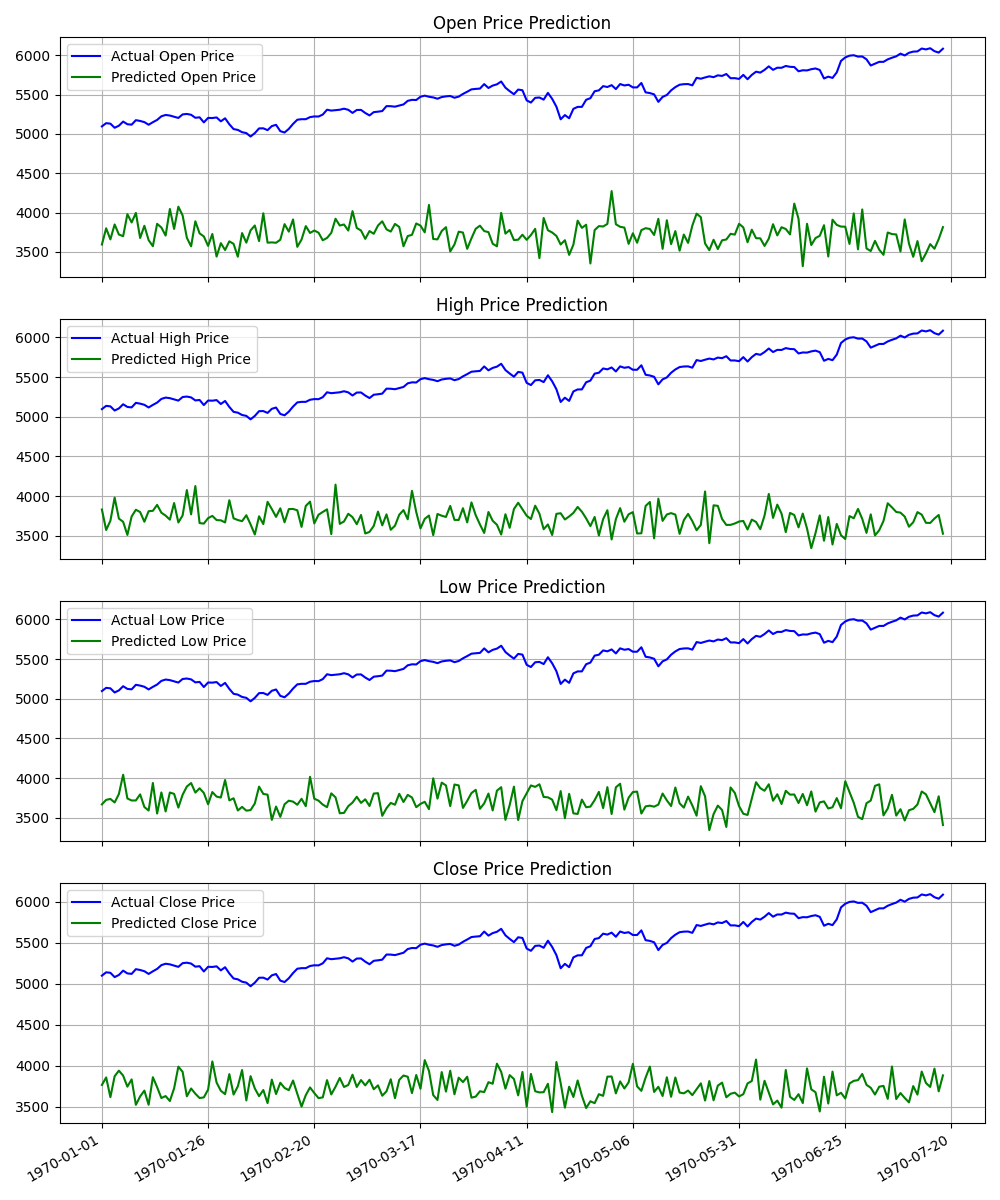 Open Price Prediction
Actual Open Price
Predicted Open Price
6000
5500
5000
4500
4000
3500
High Price Prediction
Actual High Price
Predicted High Price
6000
5500
5000
4500
4000
3500
Low Price Prediction
Actual Low Price
Predicted Low Price
6000
5500
5000
4500
4000
3500
Close Price Prediction
Actual Close Price
Predicted Close Price
6000
5500
5000
4500
4000
3500
1970-01-01
1970-01-26
1970-02-20
1970-03-17
1970-04-11
1970-05-06
1970-05-31
1970-06-25
1970-07-20